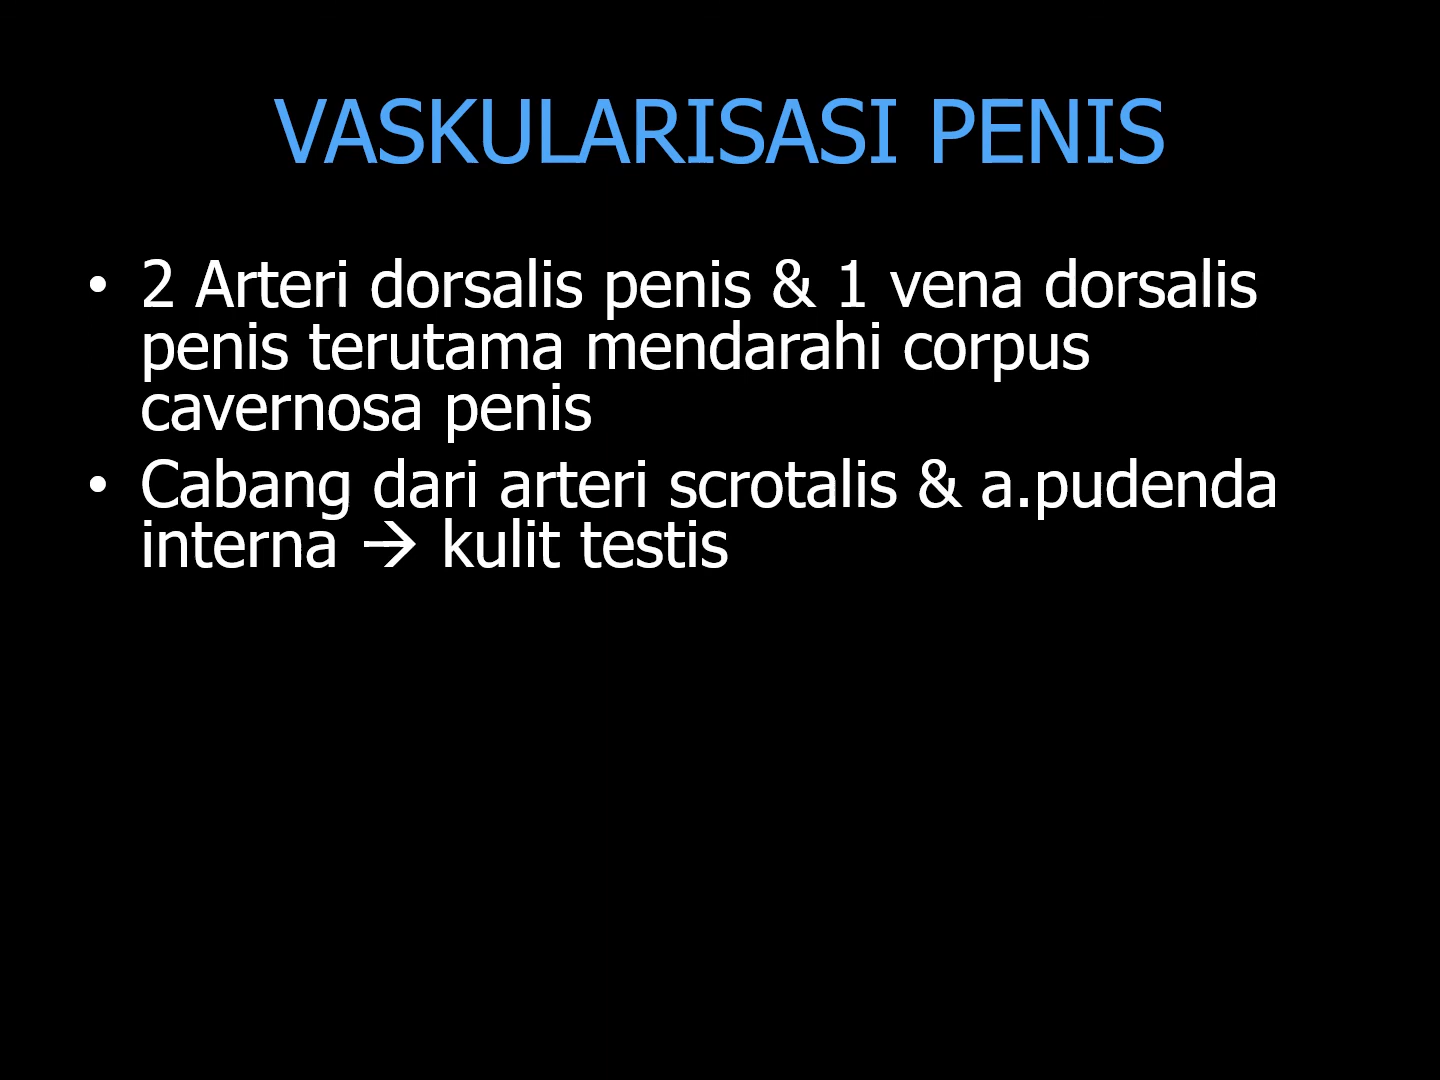 VASKULARISASI PENIS
• 2 Arteri dorsalis penis & 1 vena dorsalis
penis terutama mendarahi corpus
cavernosa penis
• Cabang dari arteri scrotalis & a.pudenda
interna → kulit testis